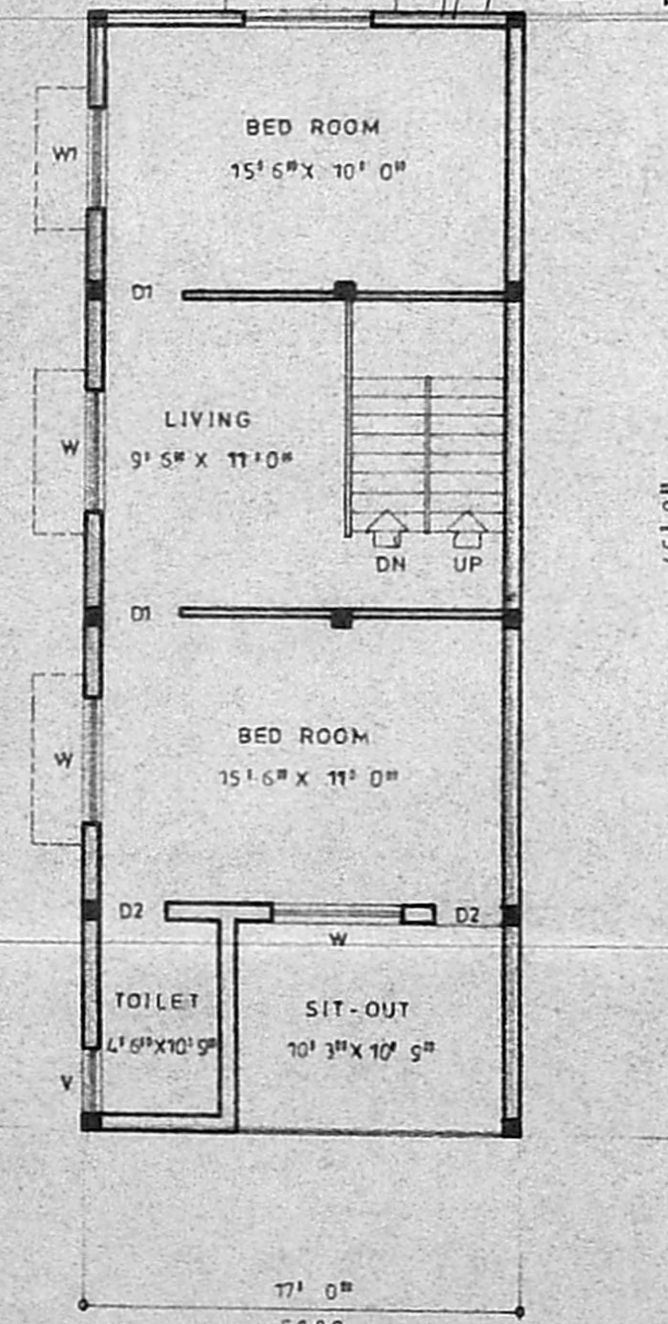 BED ROOM
15' 6" X 10' 0"
W1
D1
LIVING
9' 6" X 11' 0"
W
DN UP
D1
BED ROOM
15' 6" X 11' 0"
W
D2 D2
W
TOILET
4' 6" X 10' 9"
SIT-OUT
10' 3" X 10' 9"
V
17' 0"